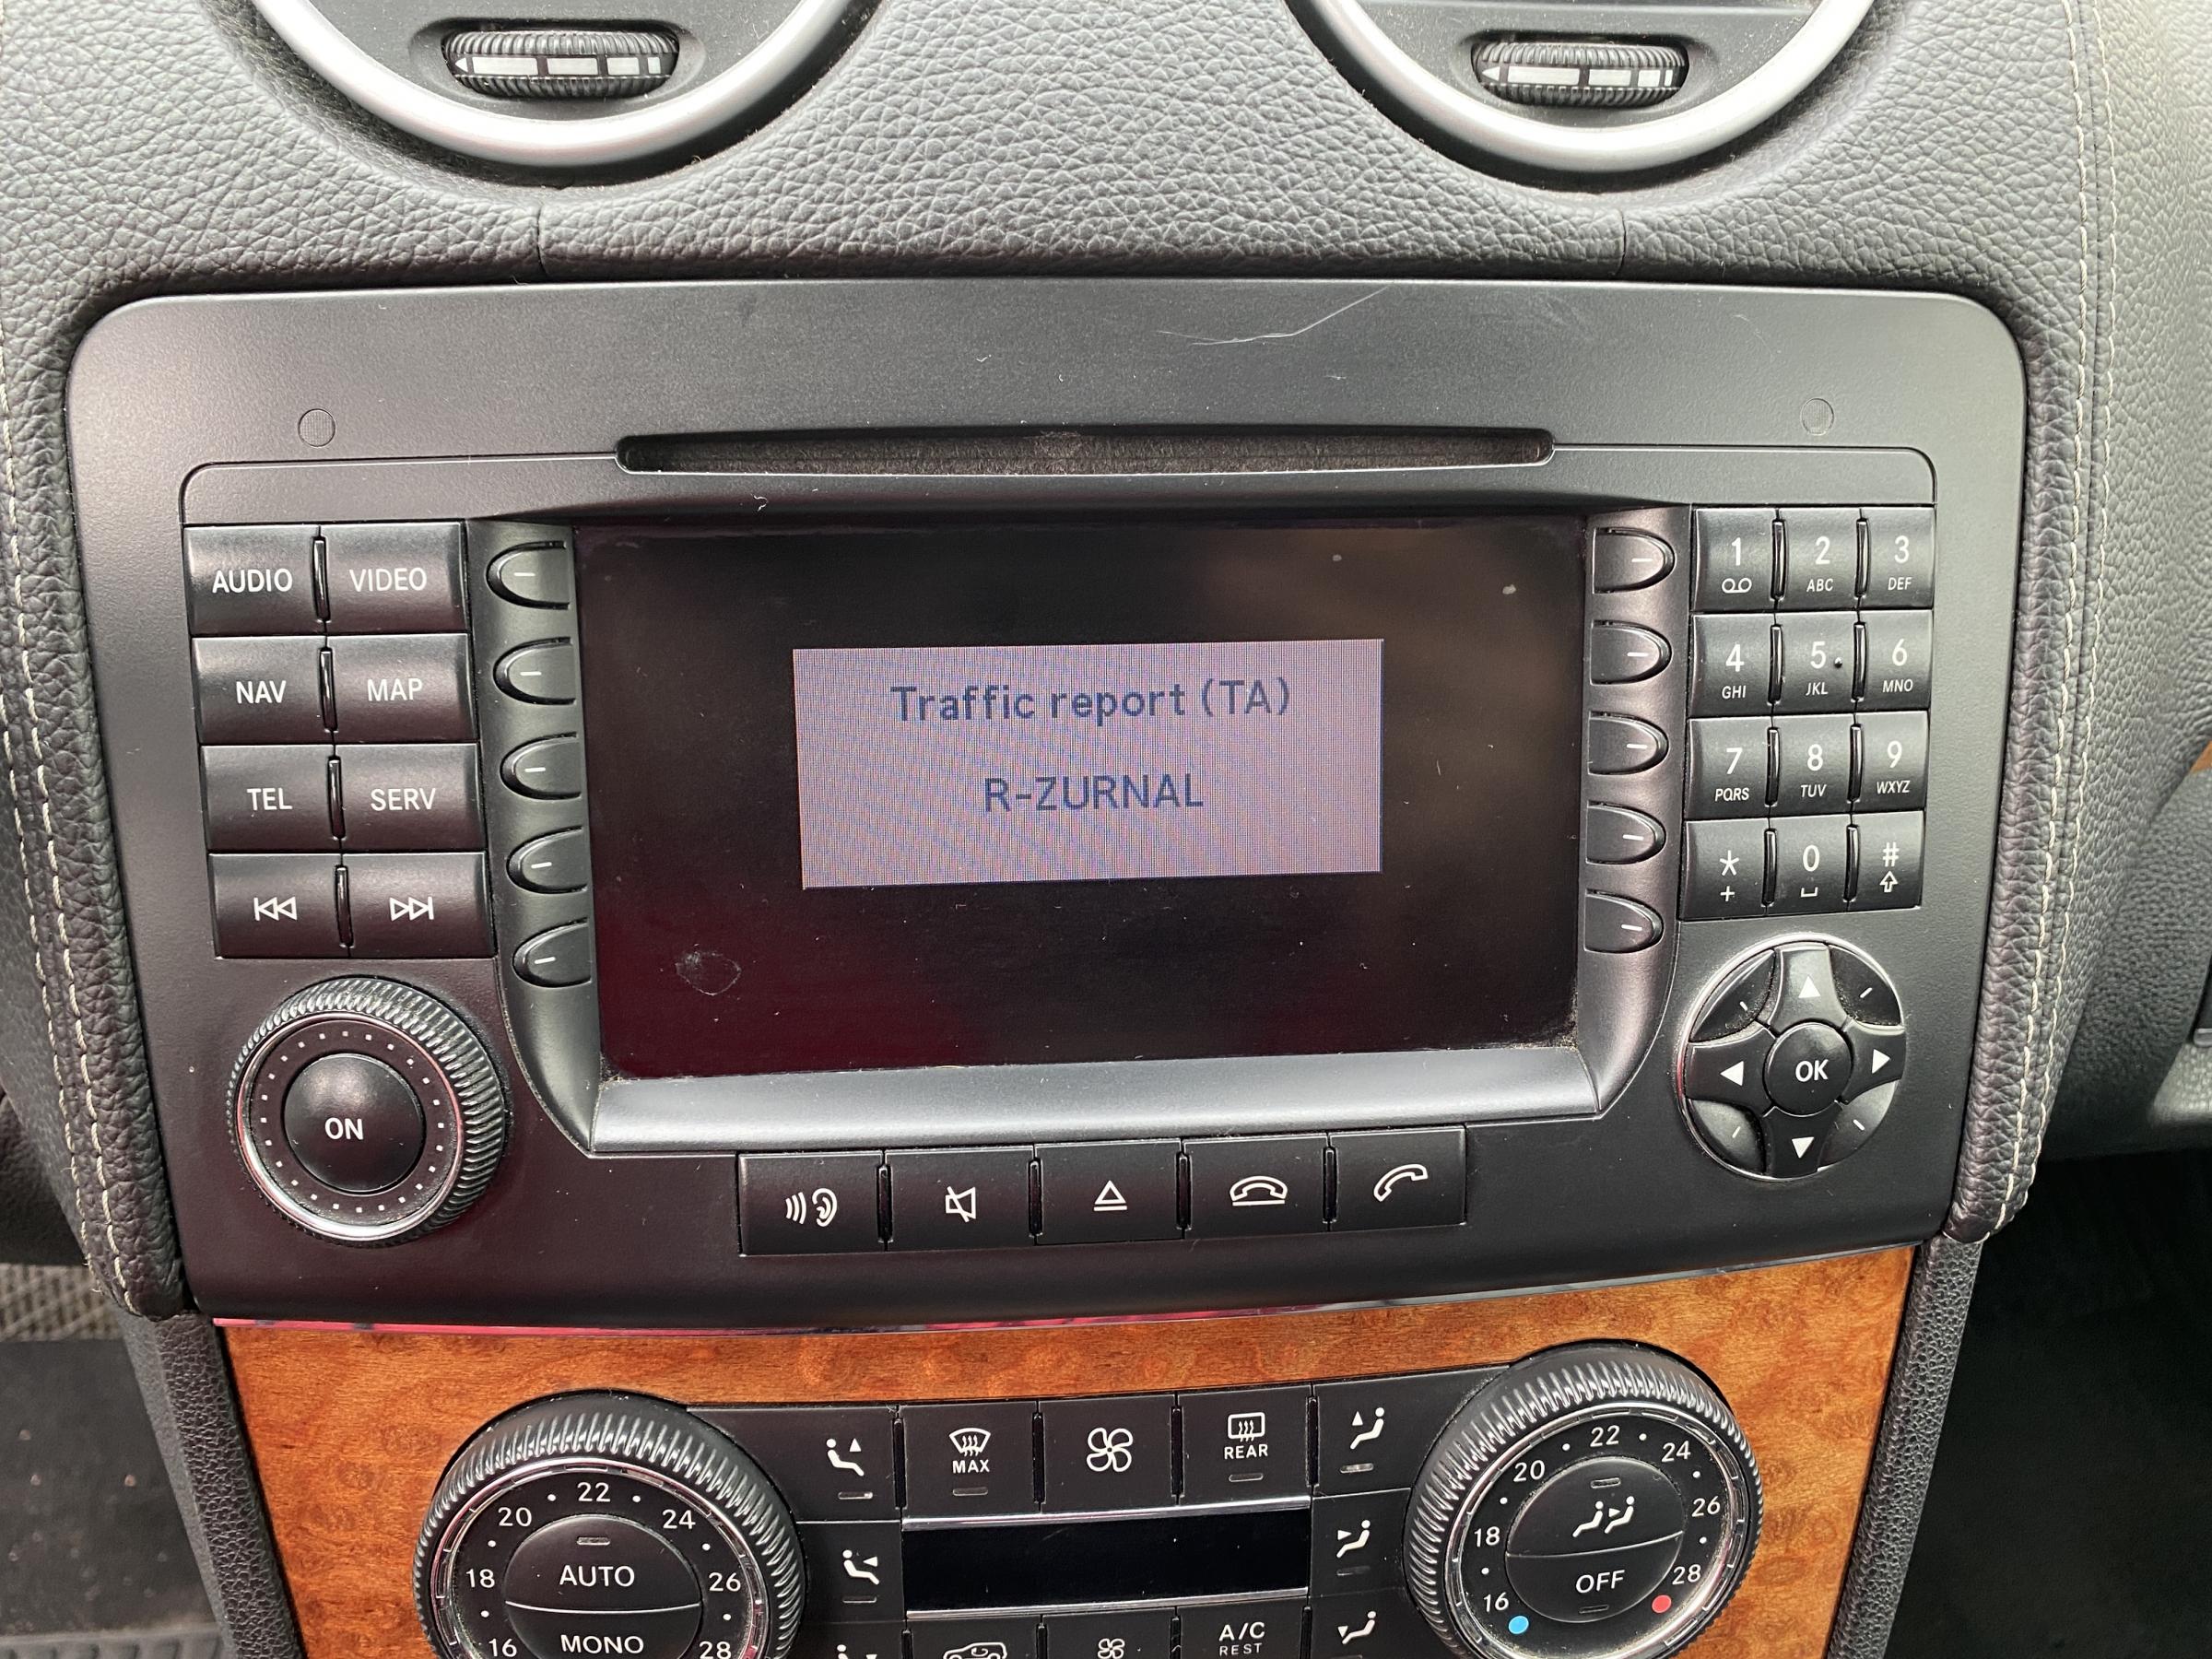 AUDIO VIDEO
NAV MAP
TEL SERV
ON
Traffic report (TA)
R-ZURNAL
1 2 ABC 3 DEF
4 GHI 5 JKL 6 MNO
7 PQRS 8 TUV 9 WXYZ
* + 0 #
OK
MAX
REAR
16 18 20 22 24 26 28
AUTO
MONO
A/C
REST
16 18 20 22 24 26 28
OFF